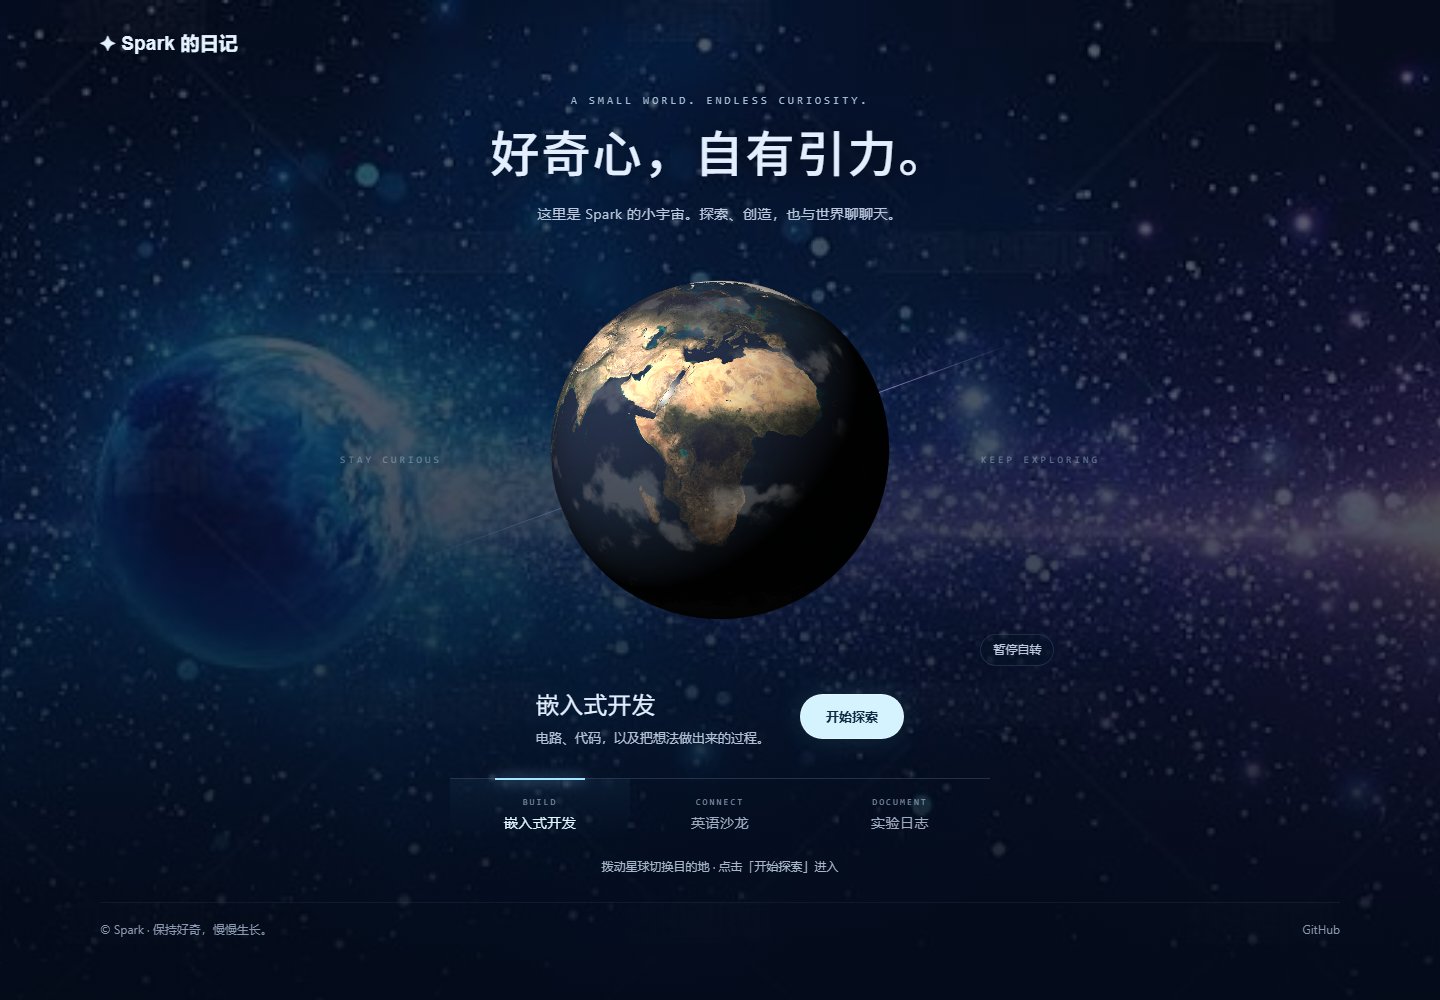 ✦ Spark 的日记
A SMALL WORLD. ENDLESS CURIOSITY.
好奇心，自有引力。
这里是 Spark 的小宇宙。探索、创造，也与世界聊聊天。
STAY CURIOUS
KEEP EXPLORING
暂停自转
嵌入式开发
电路、代码，以及把想法做出来的过程。
开始探索
BUILD
嵌入式开发
CONNECT
英语沙龙
DOCUMENT
实验日志
拨动星球切换目的地 · 点击「开始探索」进入
© Spark · 保持好奇，慢慢生长。
GitHub